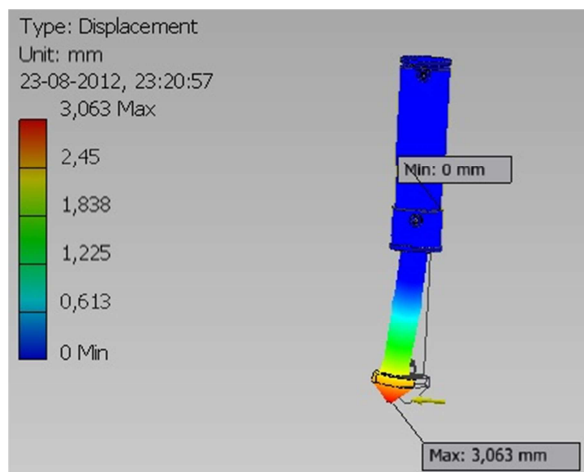 Type: Displacement
Unit: mm
23-08-2012, 23:20:57
3,063 Max
2,45
1,838
1,225
0,613
0 Min
Min: 0 mm
Max: 3,063 mm